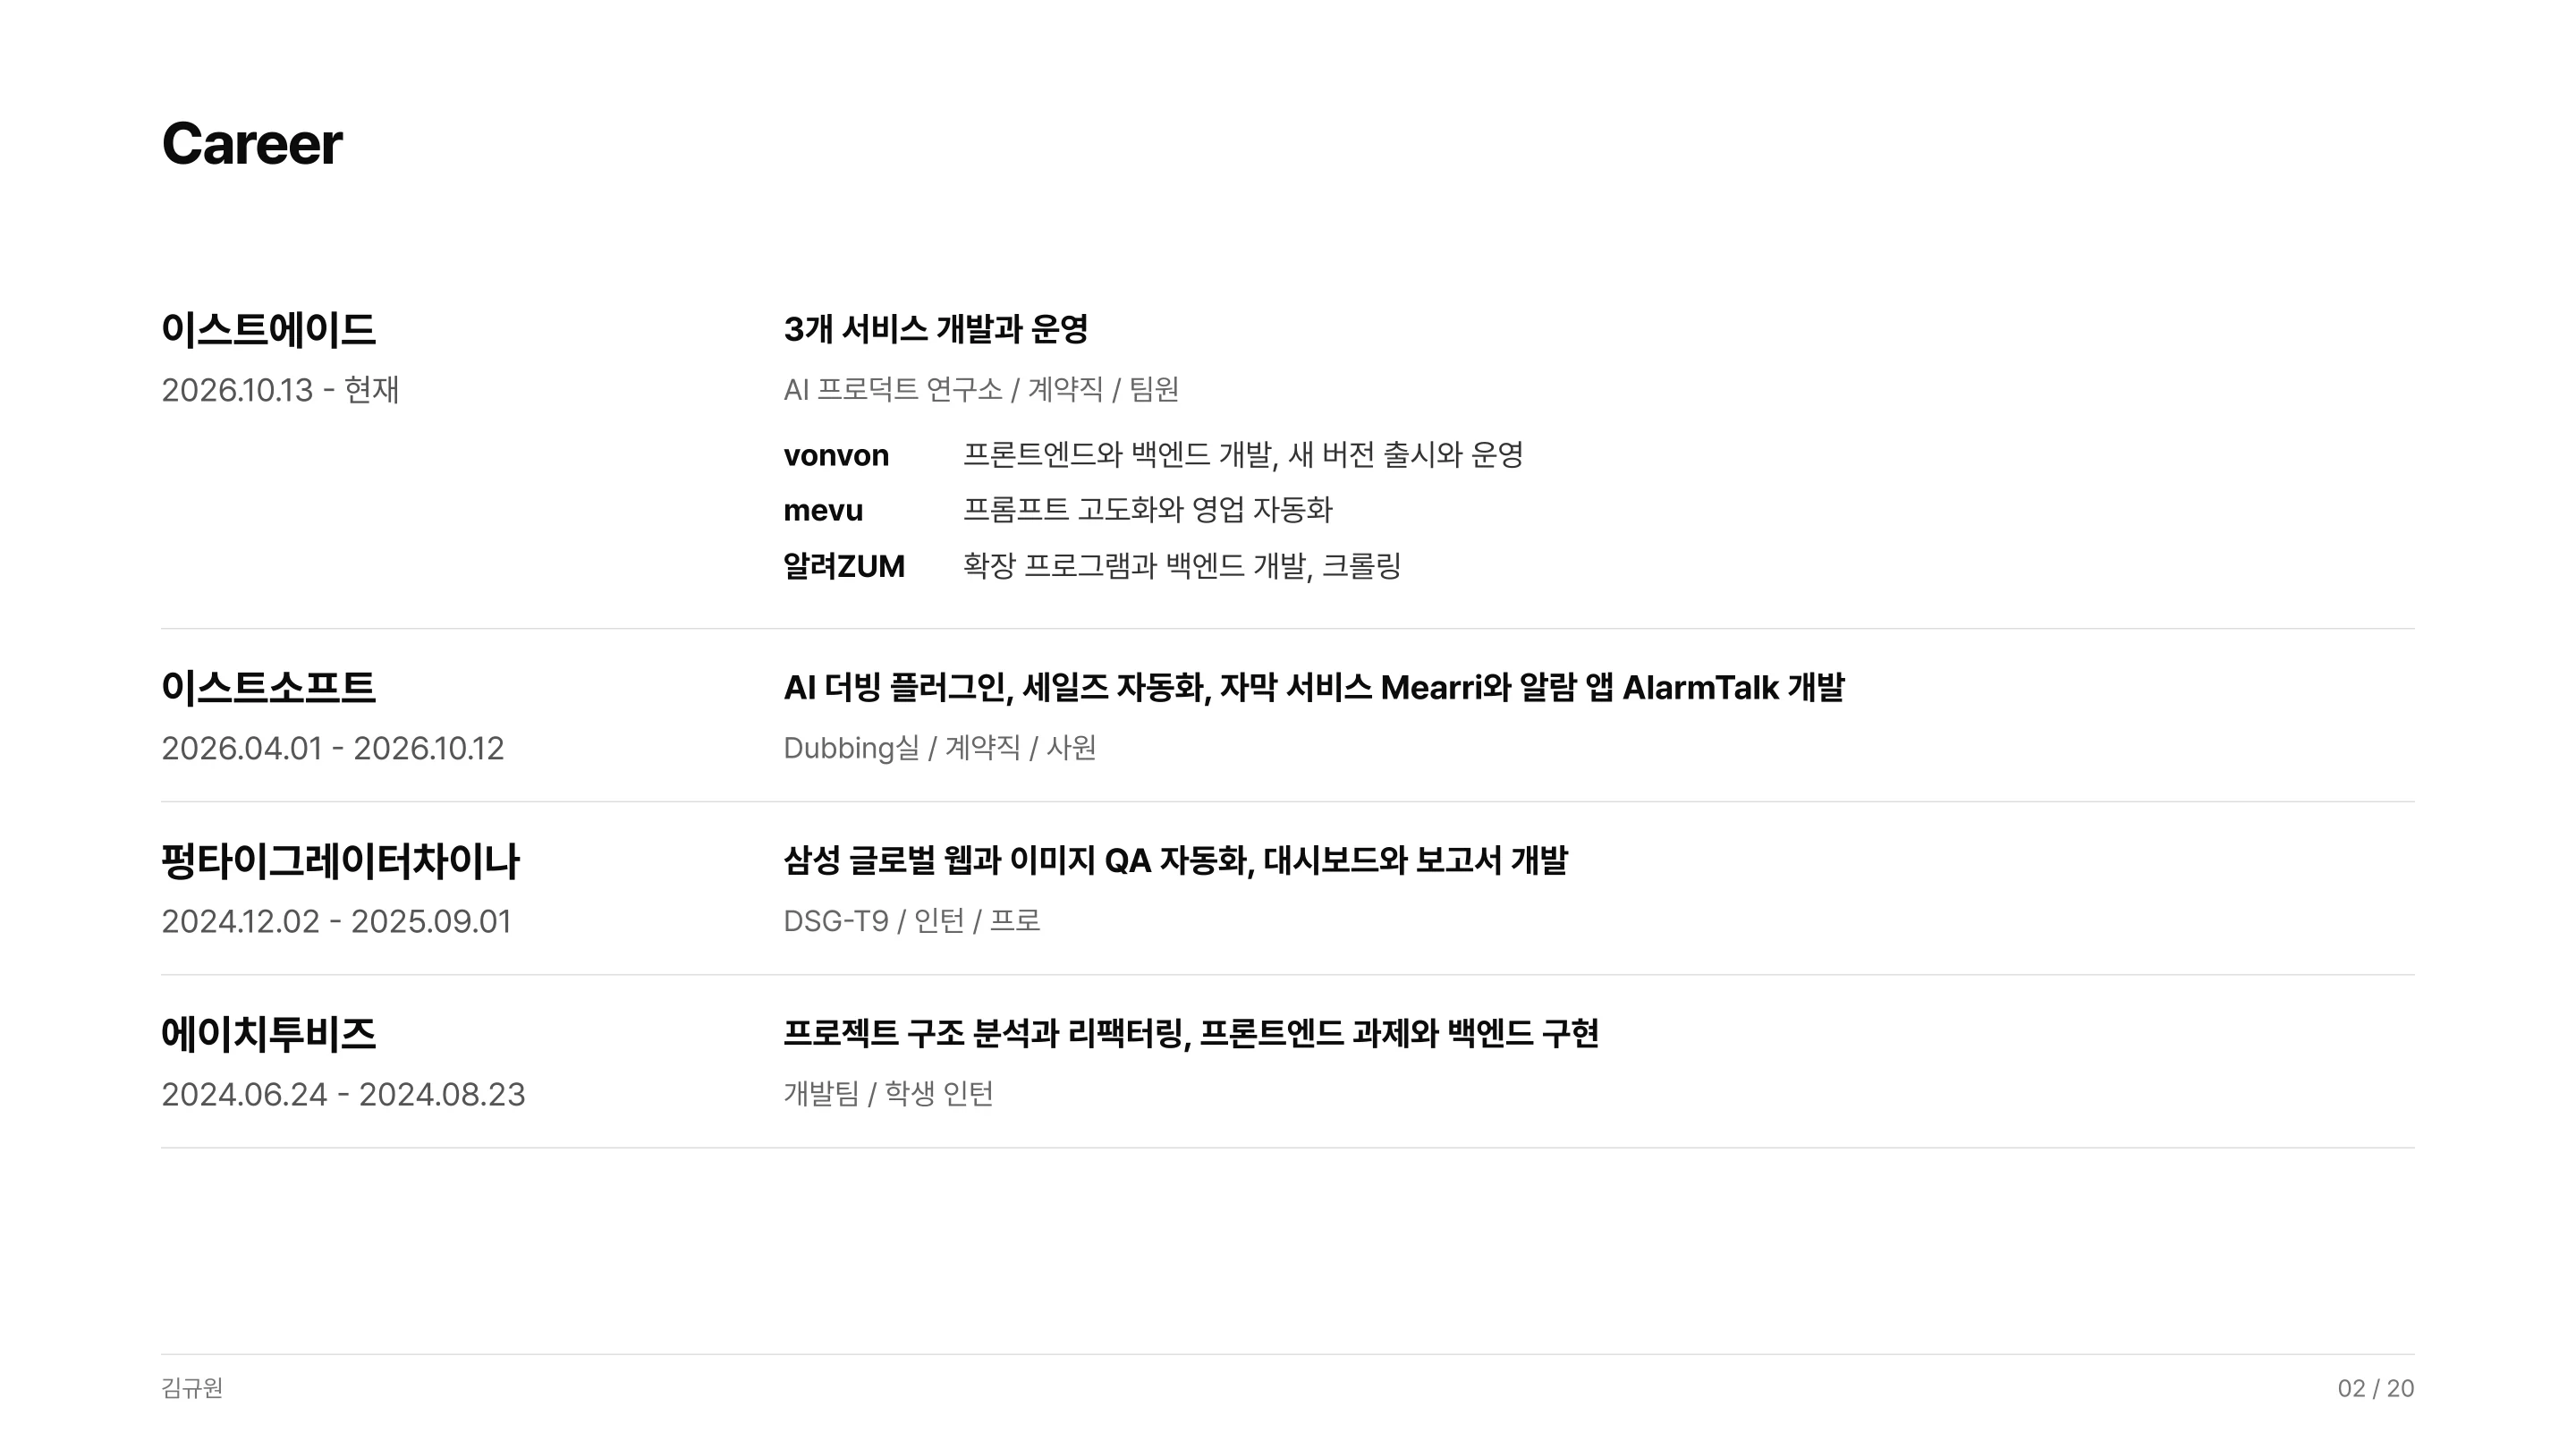 Career
이스트에이드
2026.10.13 - 현재
3개 서비스 개발과 운영
AI 프로덕트 연구소 / 계약직 / 팀원
vonvon 프론트엔드와 백엔드 개발, 새 버전 출시와 운영
mevu 프롬프트 고도화와 영업 자동화
알려ZUM 확장 프로그램과 백엔드 개발, 크롤링
이스트소프트
2026.04.01 - 2026.10.12
AI 더빙 플러그인, 세일즈 자동화, 자막 서비스 Mearri와 알람 앱 AlarmTalk 개발
Dubbing실 / 계약직 / 사원
펑타이그레이터차이나
2024.12.02 - 2025.09.01
삼성 글로벌 웹과 이미지 QA 자동화, 대시보드와 보고서 개발
DSG-T9 / 인턴 / 프로
에이치투비즈
2024.06.24 - 2024.08.23
프로젝트 구조 분석과 리팩터링, 프론트엔드 과제와 백엔드 구현
개발팀 / 학생 인턴
김규원
02 / 20